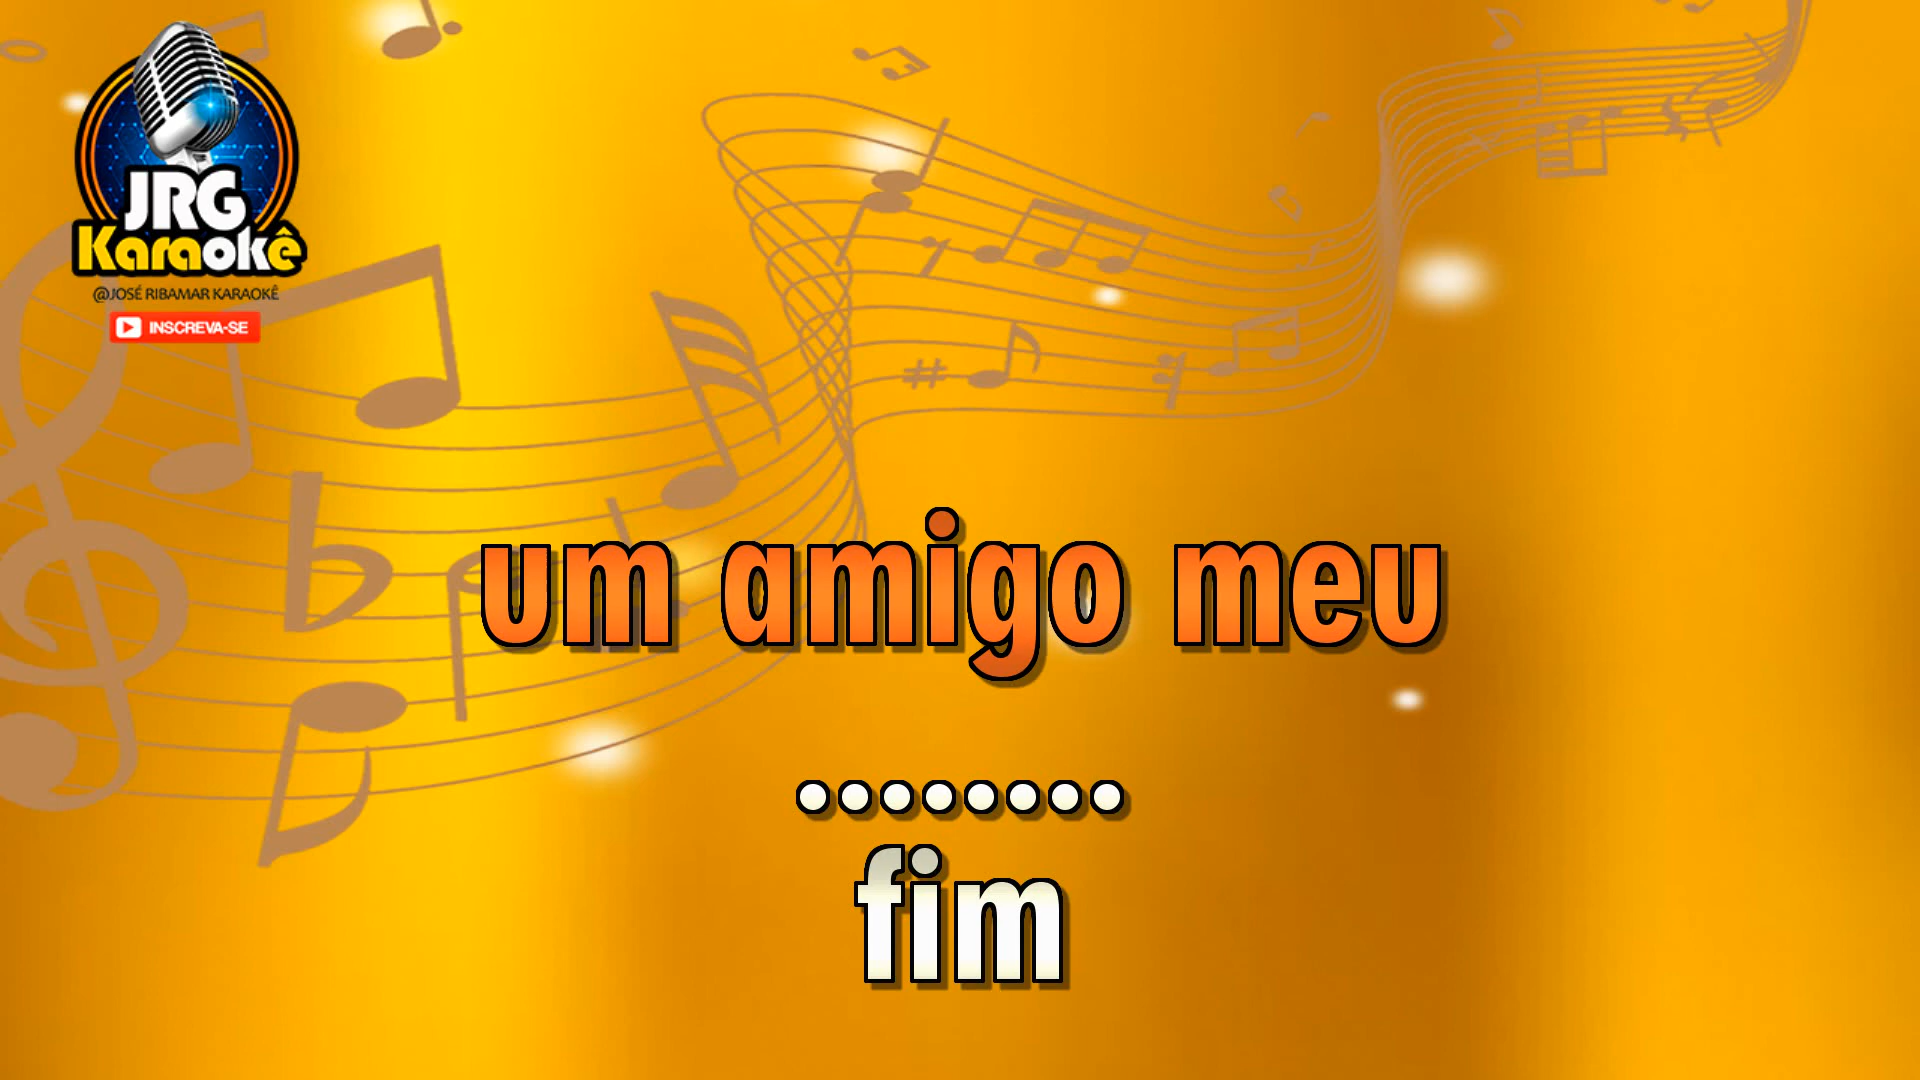 JRG
Karaokê
@JOSÉ RIBAMAR KARAOKÊ
INSCREVA-SE
um amigo meu
........
fim